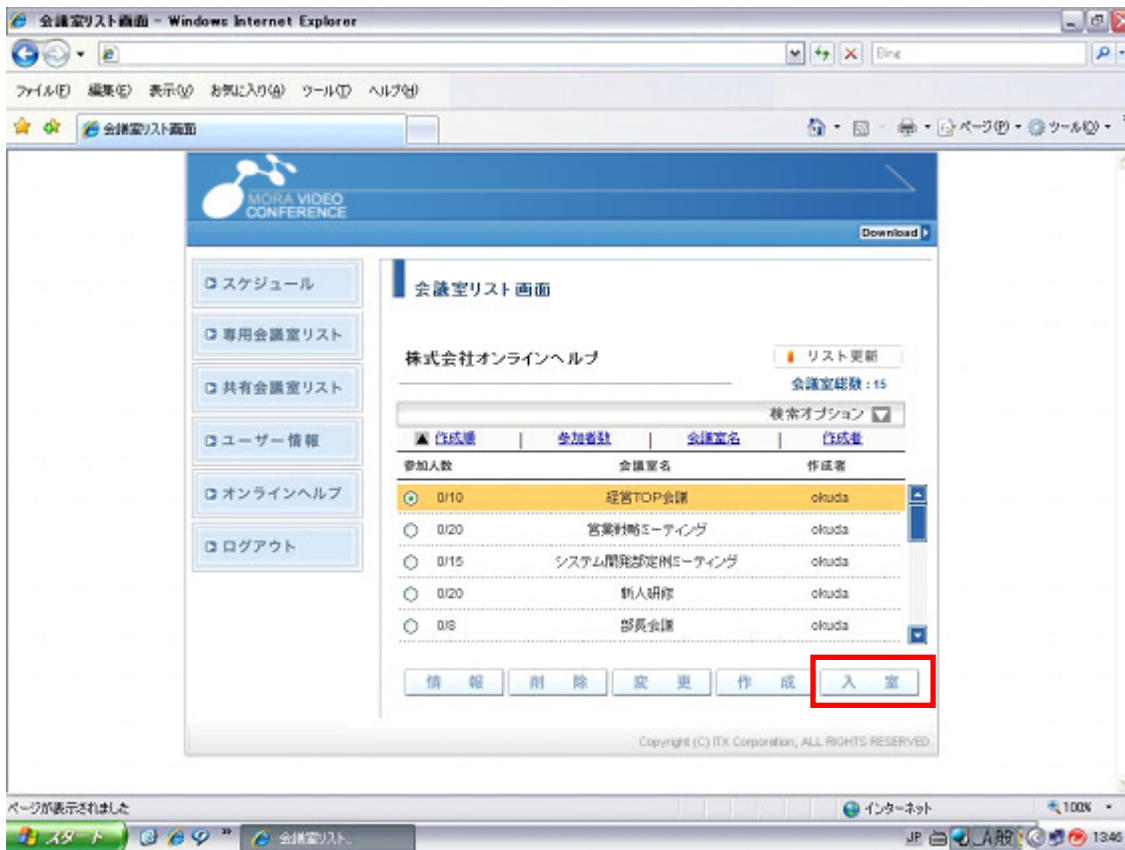 会議室リスト画面 - Windows Internet Explorer
Bing
ファイル(F) 編集(E) 表示(V) お気に入り(A) ツール(T) ヘルプ(H)
会議室リスト画面
ページ(P) ツール(O)
MORA VIDEO
CONFERENCE
Download
スケジュール
専用会議室リスト
共有会議室リスト
ユーザー情報
オンラインヘルプ
ログアウト
会議室リスト画面
株式会社オンラインヘルプ
リスト更新
会議室総数 : 15
検索オプション
▲ 作成順 | 参加者数 | 会議室名 | 作成者
参加人数 会議室名 作成者
0/10 経営TOP会議 okuda
0/20 営業戦略ミーティング okuda
0/15 システム開発部定例ミーティング okuda
0/20 新人研修 okuda
0/8 部長会議 okuda
情 報 削 除 変 更 作 成 入 室
Copyright (C) ITX Corporation, ALL RIGHTS RESERVED.
ページが表示されました インターネット 100%
スタート 会議室リスト... JP A 般 13:46